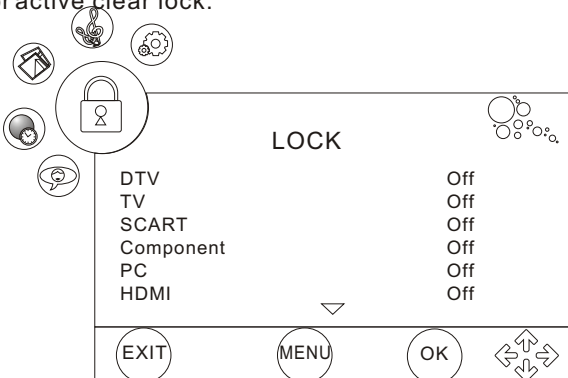 active clear lock.
LOCK
DTV Off
TV Off
SCART Off
Component Off
PC Off
HDMI Off
EXIT MENU OK